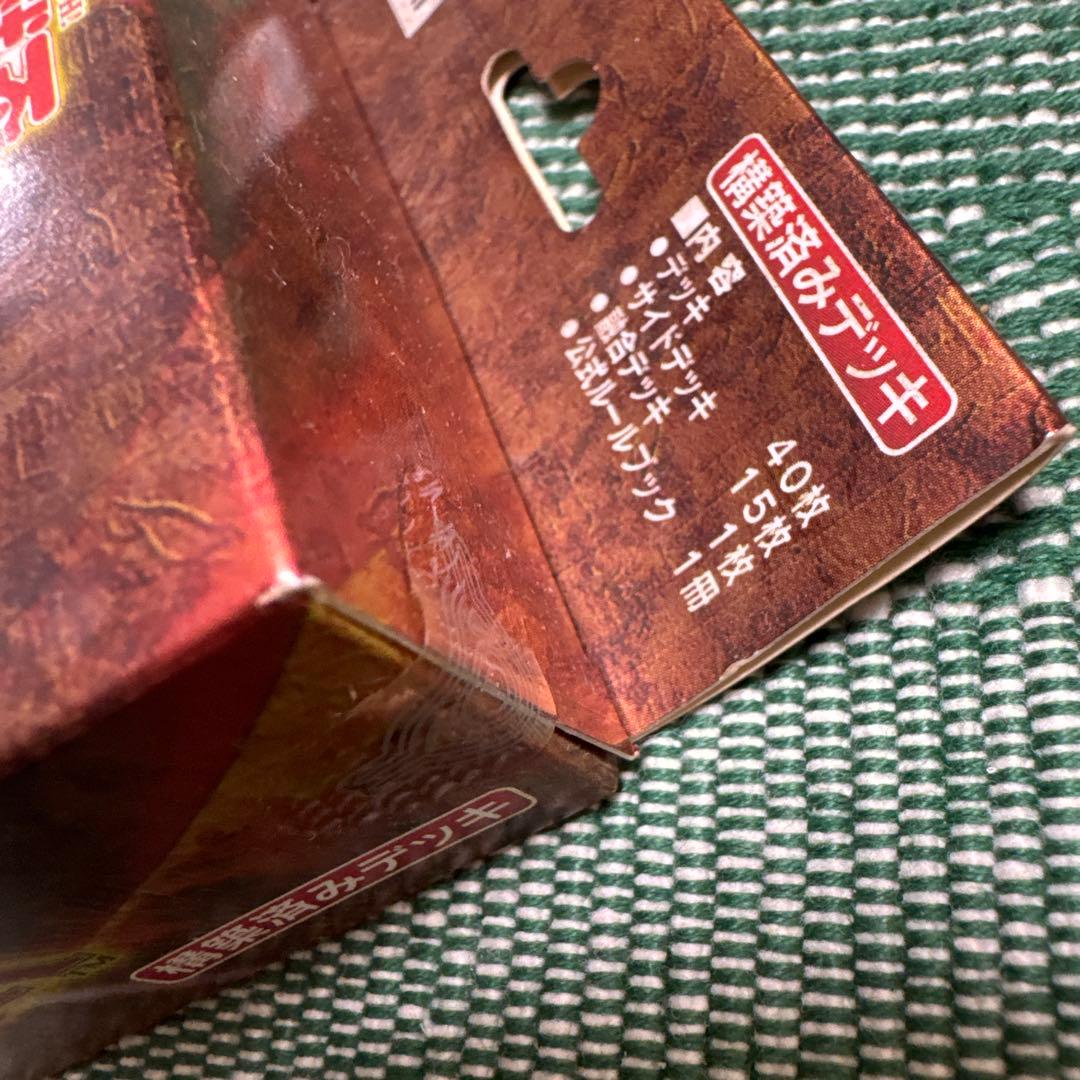 構築済みデッキ
■内容
●デッキ 40枚
●サイドデッキ 15枚
●融合デッキ 1枚
●公式ルールブック 1冊
構築済みデッキ